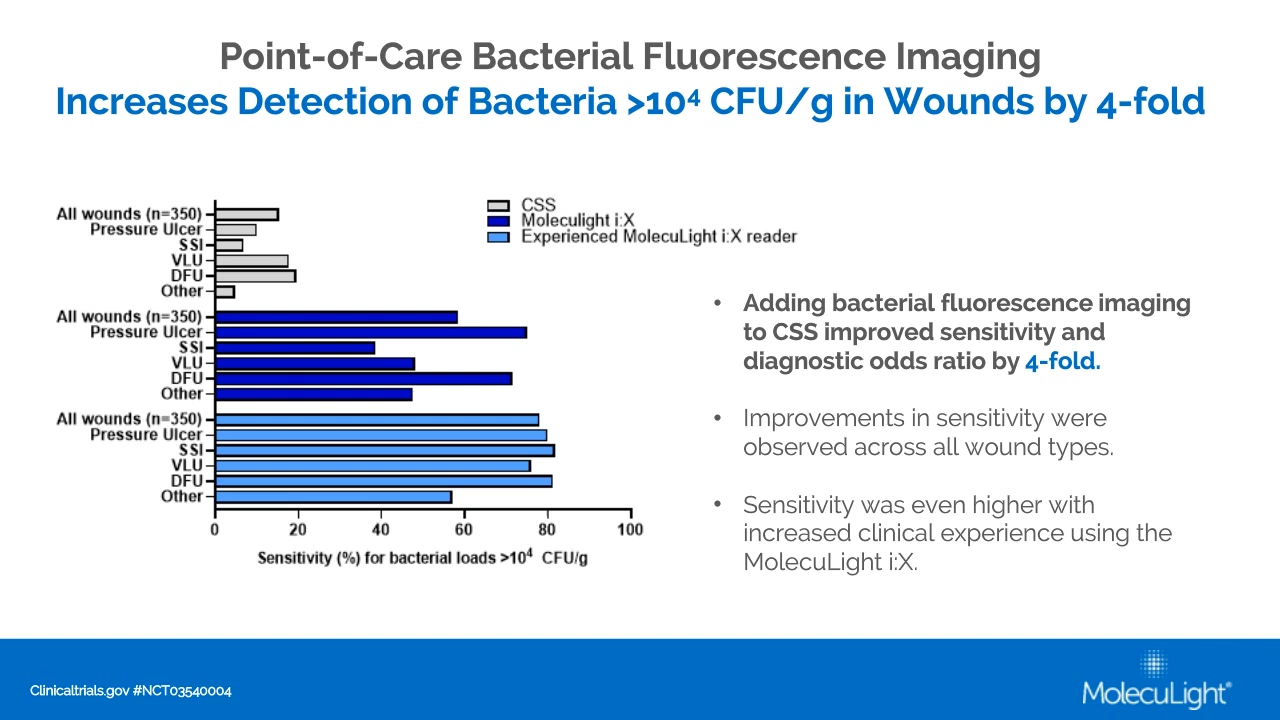 Point-of-Care Bacterial Fluorescence Imaging
Increases Detection of Bacteria >10⁴ CFU/g in Wounds by 4-fold
CSS
Moleculight i:X
Experienced MolecuLight i:X reader
All wounds (n=350)
Pressure Ulcer
SSI
VLU
DFU
Other
All wounds (n=350)
Pressure Ulcer
SSI
VLU
DFU
Other
All wounds (n=350)
Pressure Ulcer
SSI
VLU
DFU
Other
0 20 40 60 80 100
Sensitivity (%) for bacterial loads >10⁴ CFU/g
• Adding bacterial fluorescence imaging
to CSS improved sensitivity and
diagnostic odds ratio by 4-fold.
• Improvements in sensitivity were
observed across all wound types.
• Sensitivity was even higher with
increased clinical experience using the
MolecuLight i:X.
Clinicaltrials.gov #NCT03540004
MolecuLight®